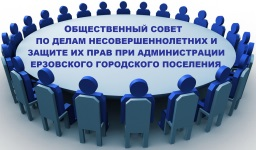 ОБЩЕСТВЕННЫЙ СОВЕТ
ПО ДЕЛАМ НЕСОВЕРШЕННОЛЕТНИХ И
ЗАЩИТЕ ИХ ПРАВ ПРИ АДМИНИСТРАЦИИ
ЕРЗОВСКОГО ГОРОДСКОГО ПОСЕЛЕНИЯ